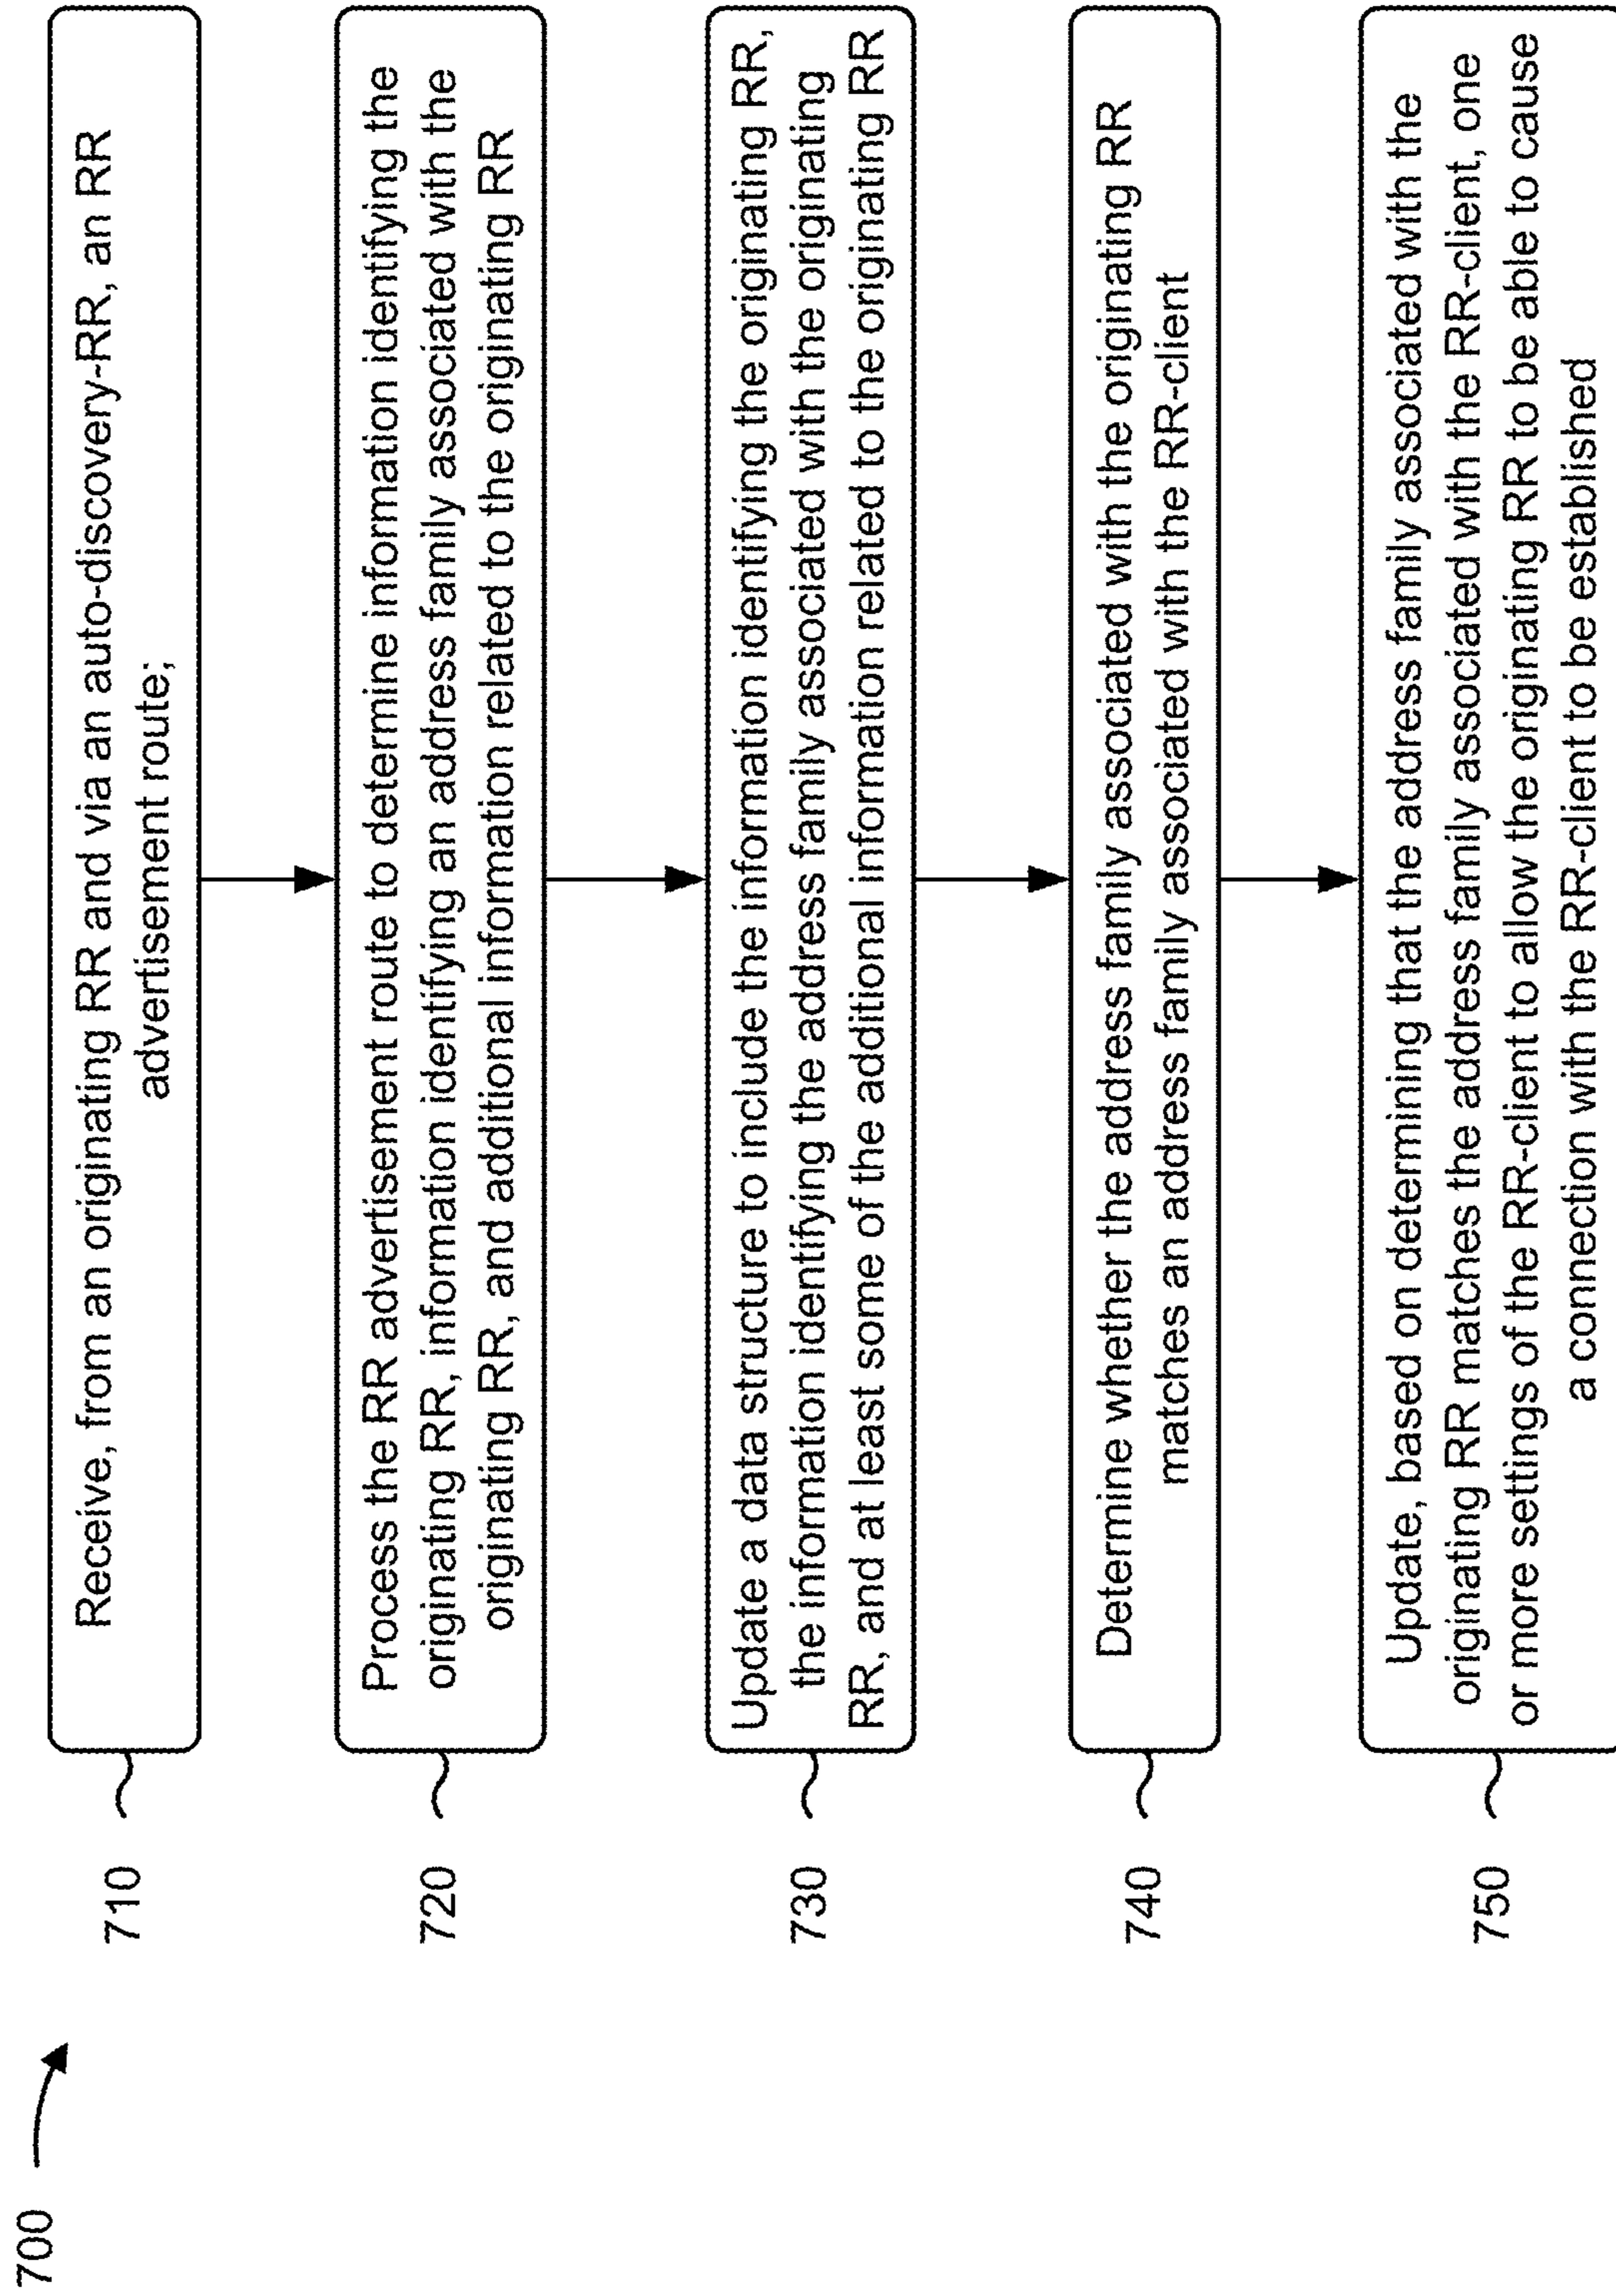 700
710
Receive, from an originating RR and via an auto-discovery-RR, an RR
advertisement route;
720
Process the RR advertisement route to determine information identifying the
originating RR, information identifying an address family associated with the
originating RR, and additional information related to the originating RR
730
Update a data structure to include the information identifying the originating RR,
the information identifying the address family associated with the originating
RR, and at least some of the additional information related to the originating RR
740
Determine whether the address family associated with the originating RR
matches an address family associated with the RR-client
750
Update, based on determining that the address family associated with the
originating RR matches the address family associated with the RR-client, one
or more settings of the RR-client to allow the originating RR to be able to cause
a connection with the RR-client to be established